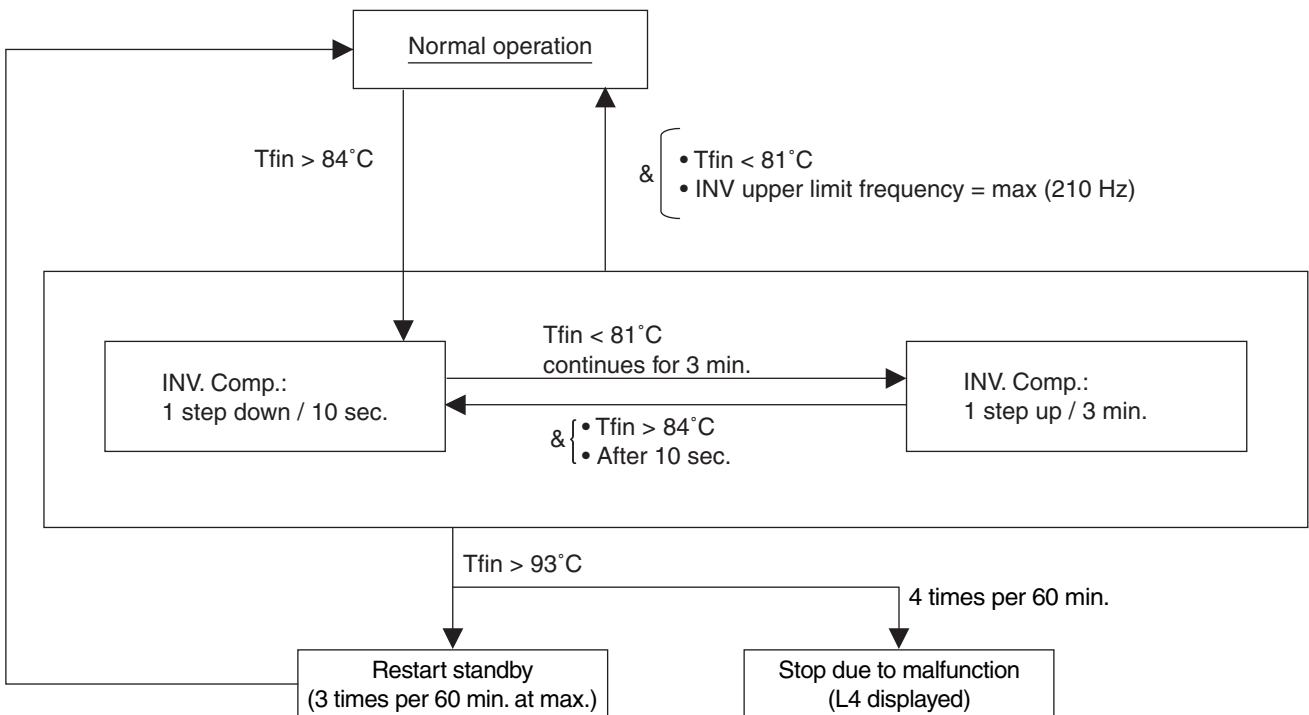 Normal operation
Tfin > 84˚C
&
• Tfin < 81˚C
• INV upper limit frequency = max (210 Hz)
INV. Comp.:
1 step down / 10 sec.
Tfin < 81˚C
continues for 3 min.
& • Tfin > 84˚C
• After 10 sec.
INV. Comp.:
1 step up / 3 min.
Tfin > 93˚C
4 times per 60 min.
Restart standby
(3 times per 60 min. at max.)
Stop due to malfunction
(L4 displayed)